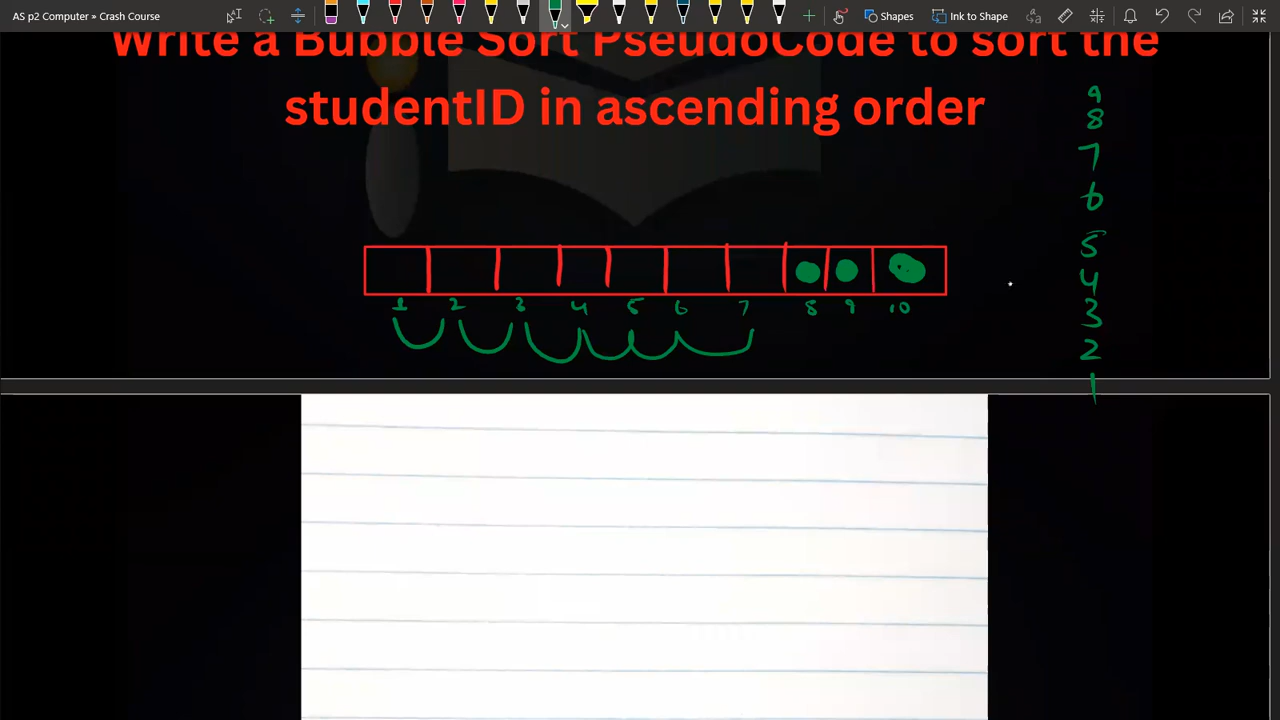 AS p2 Computer » Crash Course
Shapes
Ink to Shape
Write a Bubble Sort PseudoCode to sort the
studentID in ascending order
1 2 3 4 5 6 7 8 9 10
9
8
7
6
5
4
3
2
1